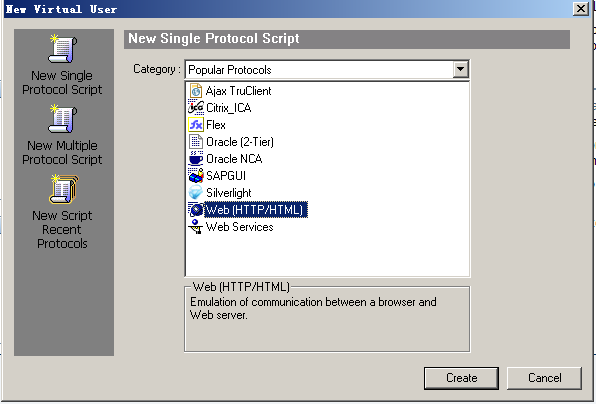 New Virtual User
New Single
Protocol Script
New Multiple
Protocol Script
New Script
Recent
Protocols
New Single Protocol Script
Category :
Popular Protocols
Ajax TruClient
Citrix_ICA
Flex
Oracle (2-Tier)
Oracle NCA
SAPGUI
Silverlight
Web (HTTP/HTML)
Web Services
Web (HTTP/HTML)
Emulation of communication between a browser and
Web server.
Create
Cancel